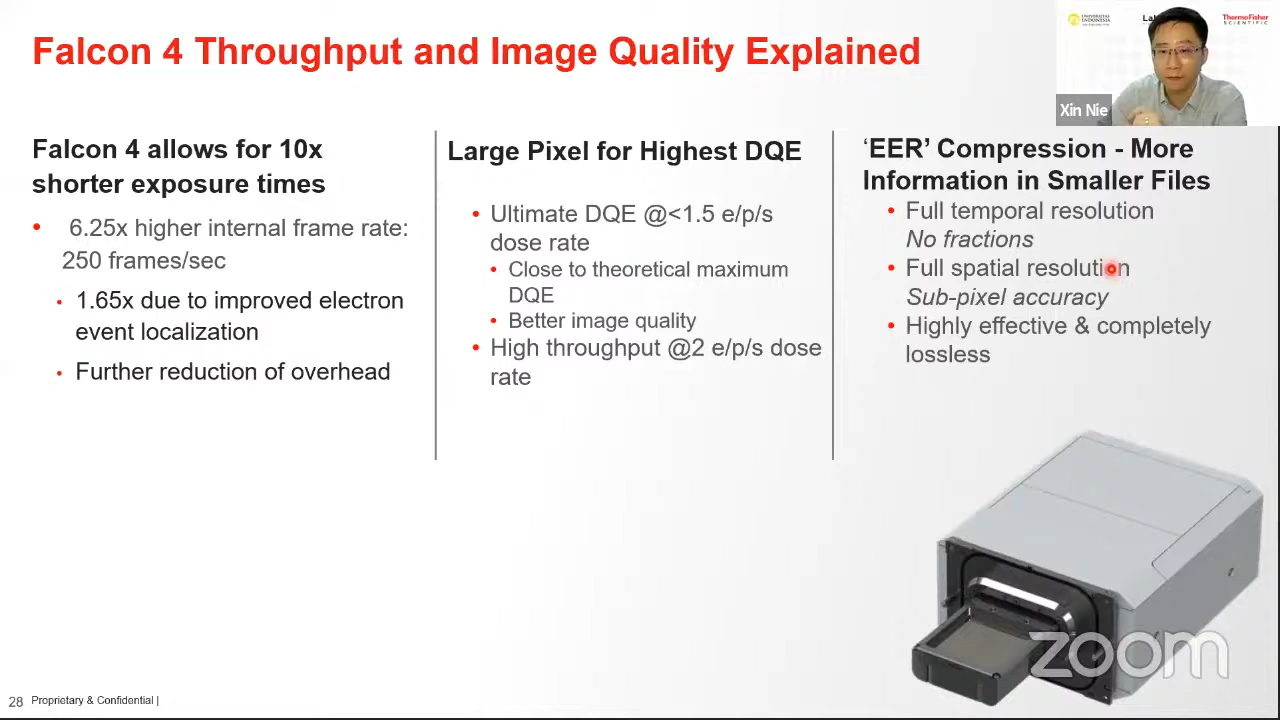 Falcon 4 Throughput and Image Quality Explained
UNIVERSITAS
INDONESIA
ThermoFisher
SCIENTIFIC
Xin Nie
Falcon 4 allows for 10x
shorter exposure times
• 6.25x higher internal frame rate:
250 frames/sec
• 1.65x due to improved electron
event localization
• Further reduction of overhead
Large Pixel for Highest DQE
• Ultimate DQE @<1.5 e/p/s
dose rate
• Close to theoretical maximum
DQE
• Better image quality
• High throughput @2 e/p/s dose
rate
‘EER’ Compression - More
Information in Smaller Files
• Full temporal resolution
No fractions
• Full spatial resolution
Sub-pixel accuracy
• Highly effective & completely
lossless
zoom
28 Proprietary & Confidential |